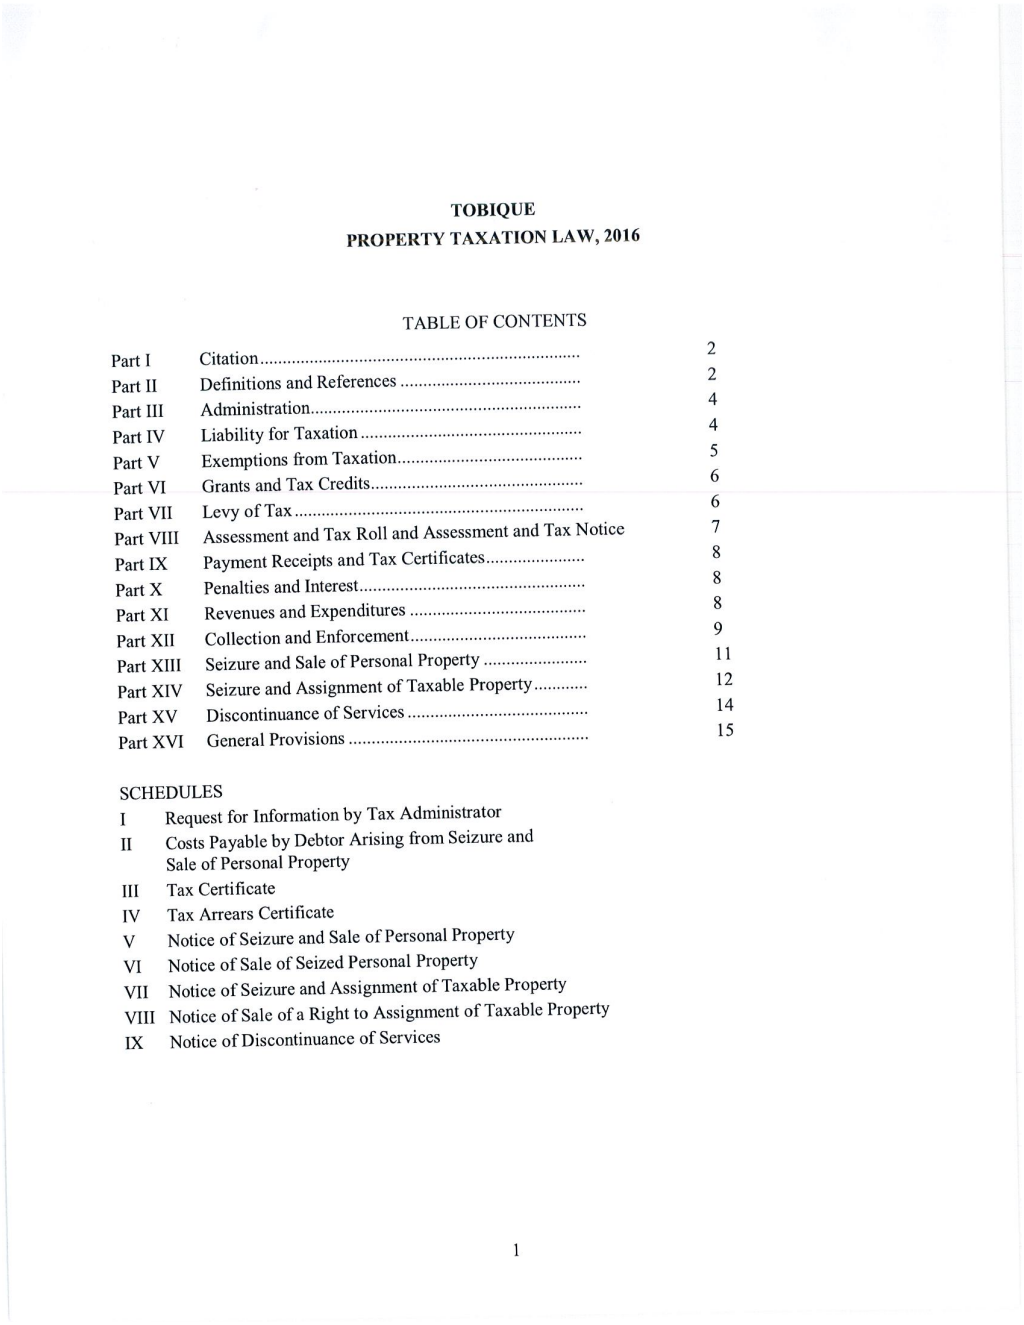 TOBIQUE
PROPERTY TAXATION LAW, 2016
TABLE OF CONTENTS
Part I Citation........................................................................ 2
Part II Definitions and References ........................................ 2
Part III Administration............................................................ 4
Part IV Liability for Taxation ................................................. 4
Part V Exemptions from Taxation......................................... 5
Part VI Grants and Tax Credits............................................... 6
Part VII Levy of Tax ................................................................ 6
Part VIII Assessment and Tax Roll and Assessment and Tax Notice 7
Part IX Payment Receipts and Tax Certificates...................... 8
Part X Penalties and Interest.................................................. 8
Part XI Revenues and Expenditures ....................................... 8
Part XII Collection and Enforcement....................................... 9
Part XIII Seizure and Sale of Personal Property ....................... 11
Part XIV Seizure and Assignment of Taxable Property............ 12
Part XV Discontinuance of Services ........................................ 14
Part XVI General Provisions ..................................................... 15
SCHEDULES
I Request for Information by Tax Administrator
II Costs Payable by Debtor Arising from Seizure and
Sale of Personal Property
III Tax Certificate
IV Tax Arrears Certificate
V Notice of Seizure and Sale of Personal Property
VI Notice of Sale of Seized Personal Property
VII Notice of Seizure and Assignment of Taxable Property
VIII Notice of Sale of a Right to Assignment of Taxable Property
IX Notice of Discontinuance of Services
1